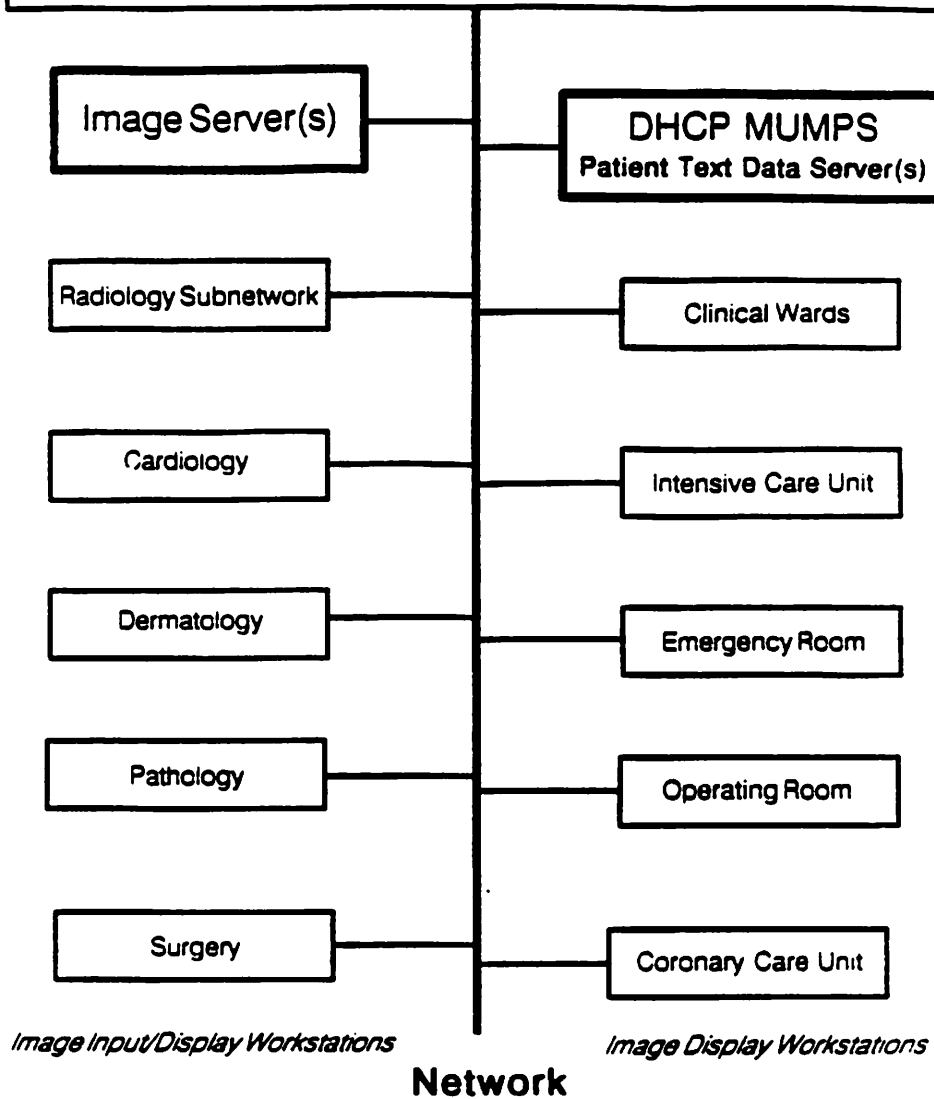 Image Server(s)
DHCP MUMPS
Patient Text Data Server(s)
Radiology Subnetwork
Clinical Wards
Cardiology
Intensive Care Unit
Dermatology
Emergency Room
Pathology
Operating Room
Surgery
Coronary Care Unit
Image Input/Display Workstations
Image Display Workstations
Network